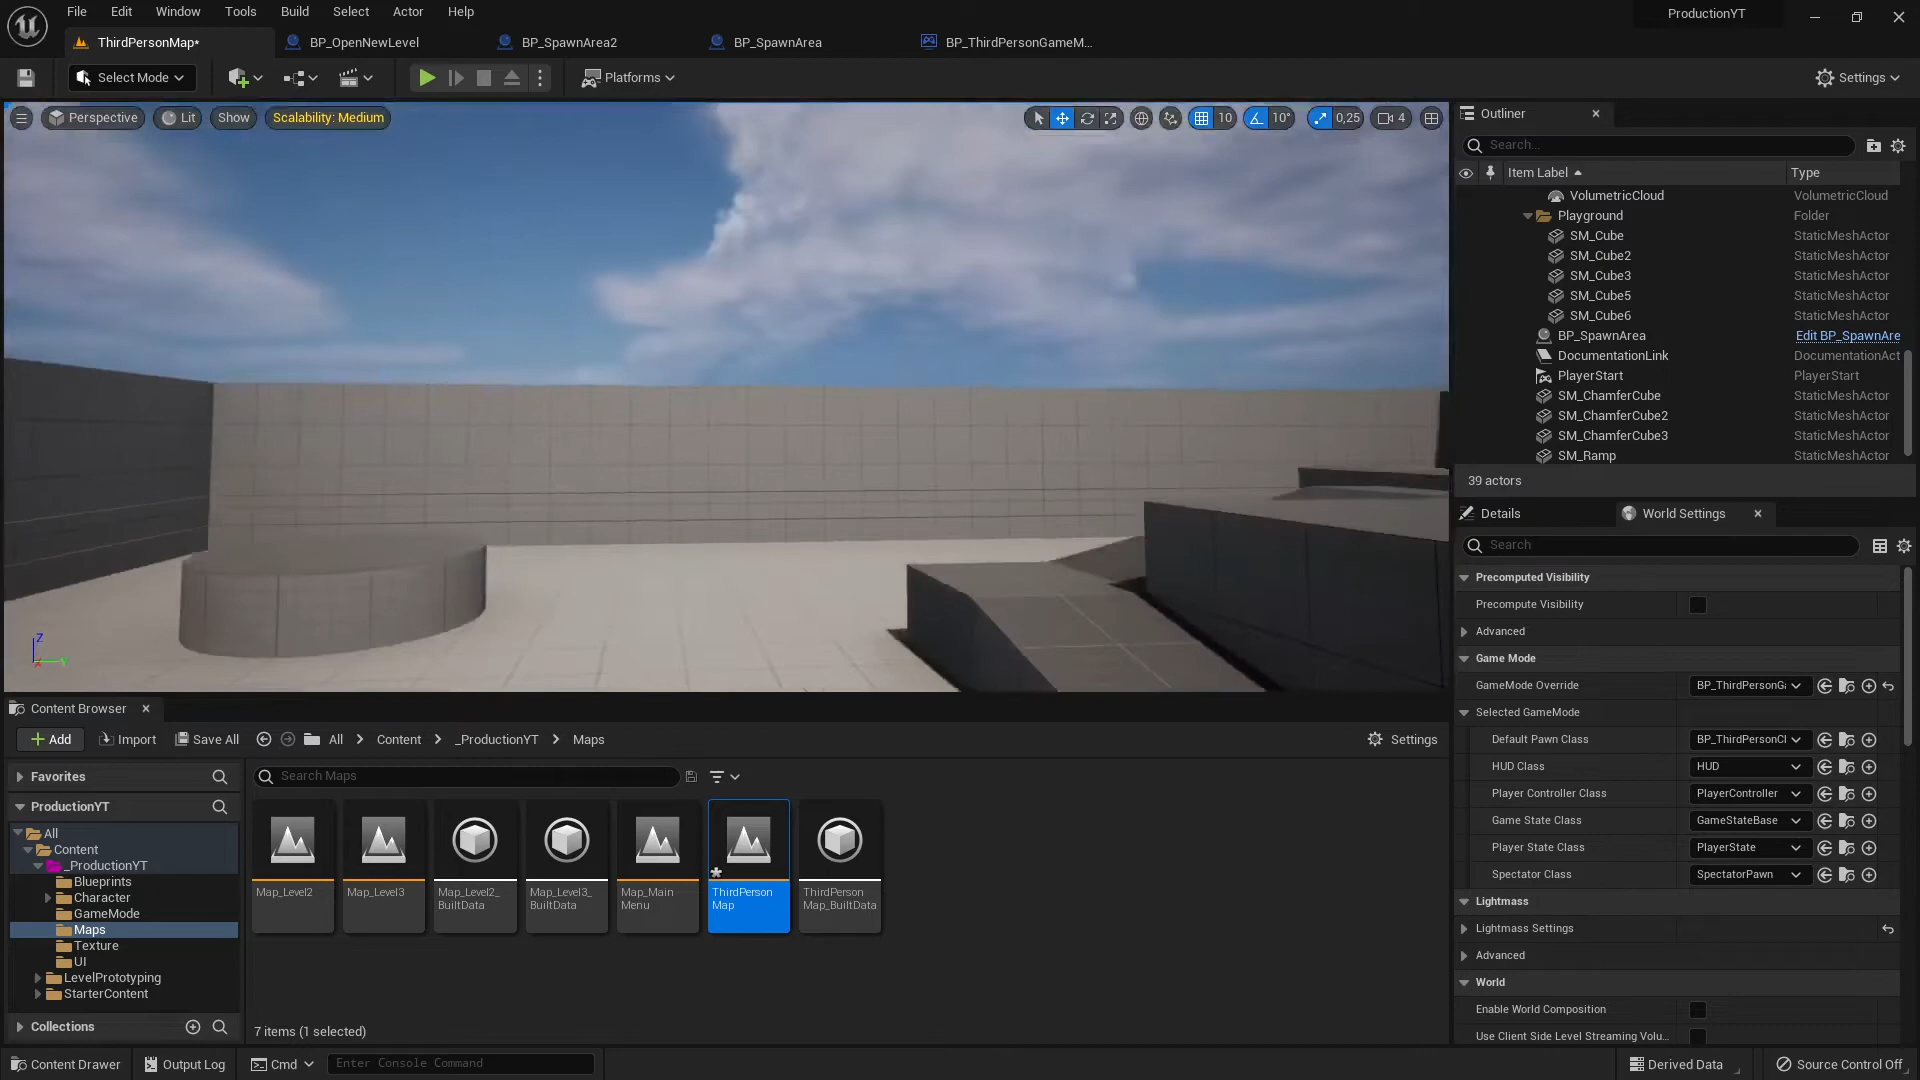 File Edit Window Tools Build Select Actor Help
ProductionYT
ThirdPersonMap* BP_OpenNewLevel BP_SpawnArea2 BP_SpawnArea BP_ThirdPersonGameM...
Select Mode Platforms Settings
Perspective Lit Show Scalability: Medium 10 10° 0,25 4
Outliner
Search...
Item Label Type
VolumetricCloud VolumetricCloud
Playground Folder
SM_Cube StaticMeshActor
SM_Cube2 StaticMeshActor
SM_Cube3 StaticMeshActor
SM_Cube5 StaticMeshActor
SM_Cube6 StaticMeshActor
BP_SpawnArea Edit BP_SpawnAre
DocumentationLink DocumentationAct
PlayerStart PlayerStart
SM_ChamferCube StaticMeshActor
SM_ChamferCube2 StaticMeshActor
SM_ChamferCube3 StaticMeshActor
SM_Ramp StaticMeshActor
39 actors
Details World Settings
Search
Precomputed Visibility
Precompute Visibility
Advanced
Game Mode
GameMode Override BP_ThirdPersonGa
Selected GameMode
Default Pawn Class BP_ThirdPersonCl
HUD Class HUD
Player Controller Class PlayerController
Game State Class GameStateBase
Player State Class PlayerState
Spectator Class SpectatorPawn
Lightmass
Lightmass Settings
Advanced
World
Enable World Composition
Use Client Side Level Streaming Volu...
Z
X Y
Content Browser
Add Import Save All All Content _ProductionYT Maps Settings
Favorites
ProductionYT
All
Content
_ProductionYT
Blueprints
Character
GameMode
Maps
Texture
UI
LevelPrototyping
StarterContent
Collections
Search Maps
Map_Level2
Map_Level3
Map_Level2_
BuiltData
Map_Level3_
BuiltData
Map_Main
Menu
ThirdPerson
Map
ThirdPerson
Map_BuiltData
7 items (1 selected)
Content Drawer Output Log Cmd Enter Console Command Derived Data Source Control Off